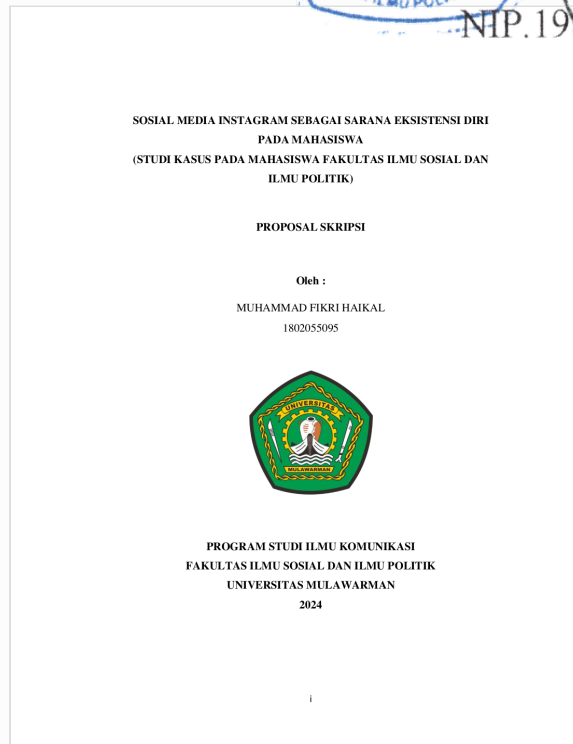 NIP.19
SOSIAL MEDIA INSTAGRAM SEBAGAI SARANA EKSISTENSI DIRI
PADA MAHASISWA
(STUDI KASUS PADA MAHASISWA FAKULTAS ILMU SOSIAL DAN
ILMU POLITIK)
PROPOSAL SKRIPSI
Oleh :
MUHAMMAD FIKRI HAIKAL
1802055095
UNIVERSITAS
MULAWARMAN
PROGRAM STUDI ILMU KOMUNIKASI
FAKULTAS ILMU SOSIAL DAN ILMU POLITIK
UNIVERSITAS MULAWARMAN
2024
i